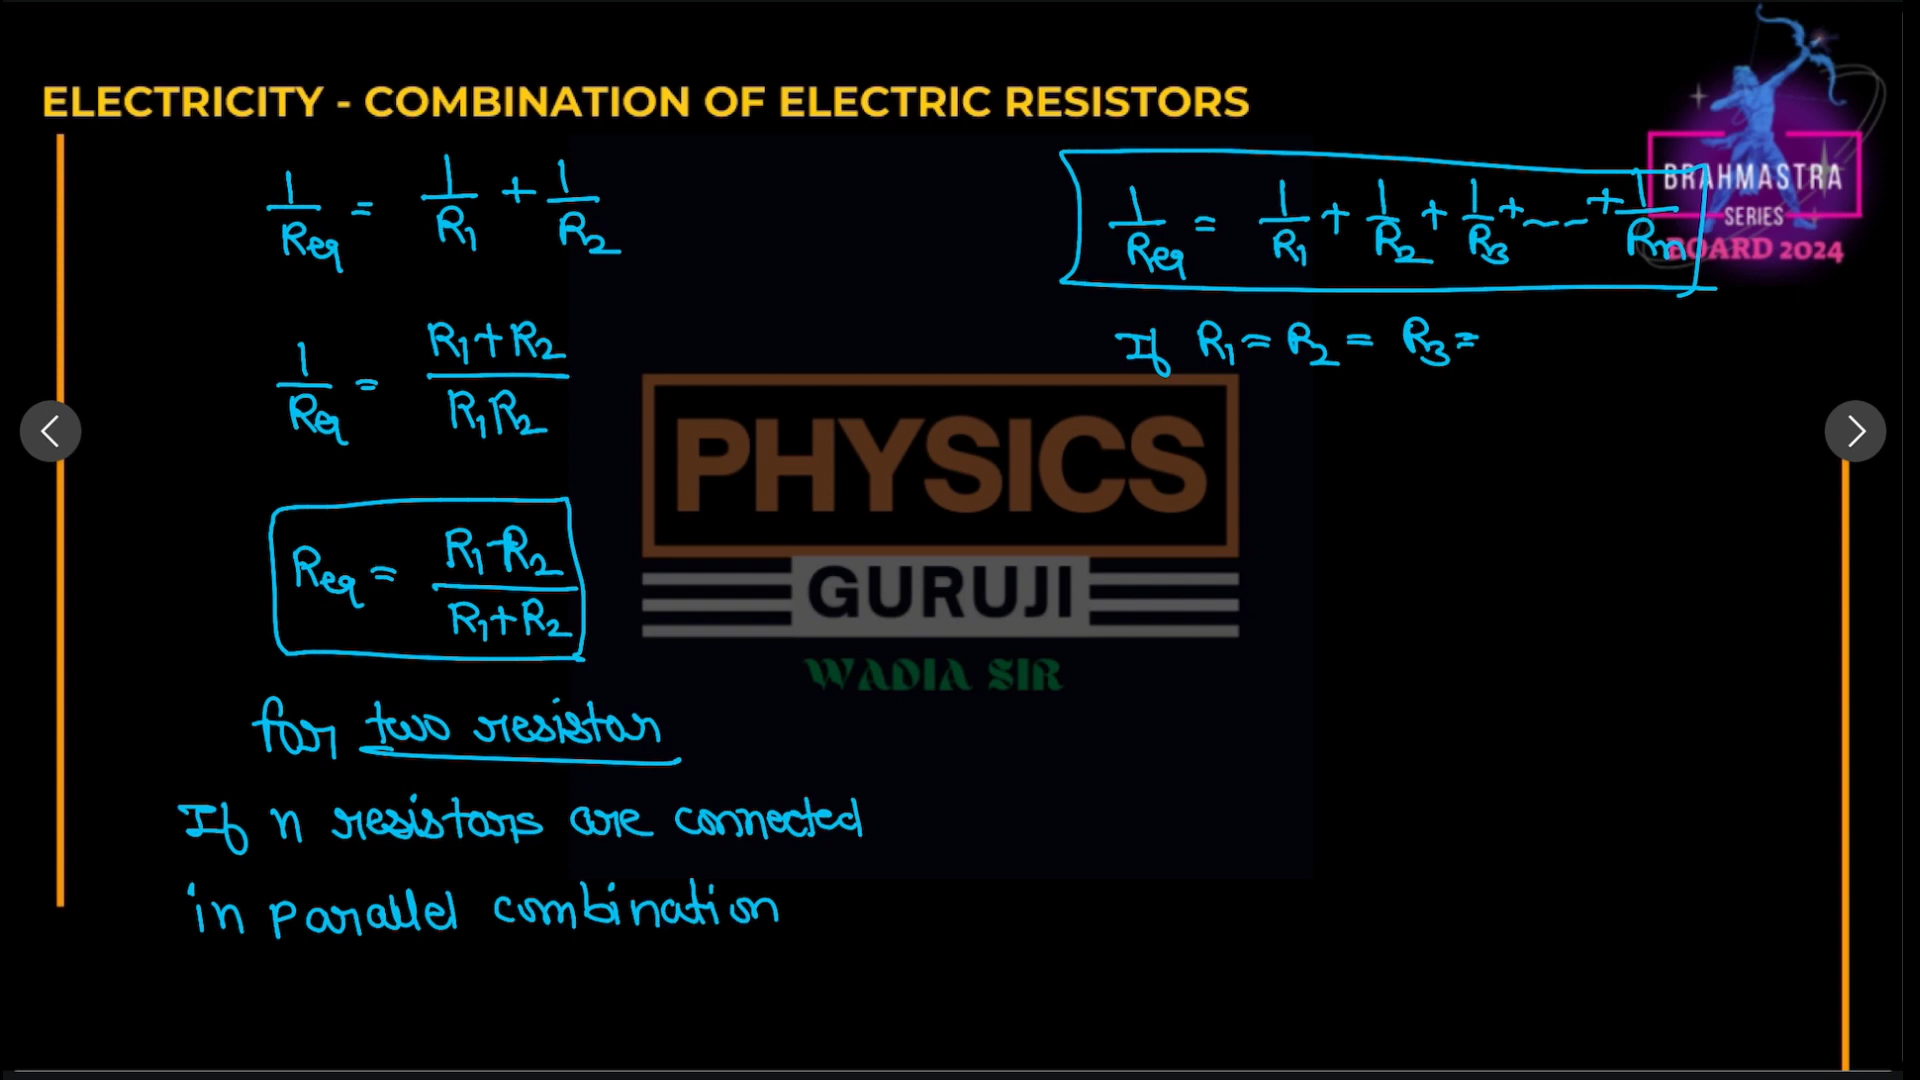 ELECTRICITY - COMBINATION OF ELECTRIC RESISTORS
BRAHMASTRA
SERIES
BOARD 2024
1/Req = 1/R1 + 1/R2
1/Req = R1+R2/R1R2
Req = R1R2/R1+R2
for two resistor
If n resistors are connected
in parallel combination
1/Req = 1/R1 + 1/R2 + 1/R3 + --- + 1/Rn
If R1 = R2 = R3 =
PHYSICS
GURUJI
WADIA SIR